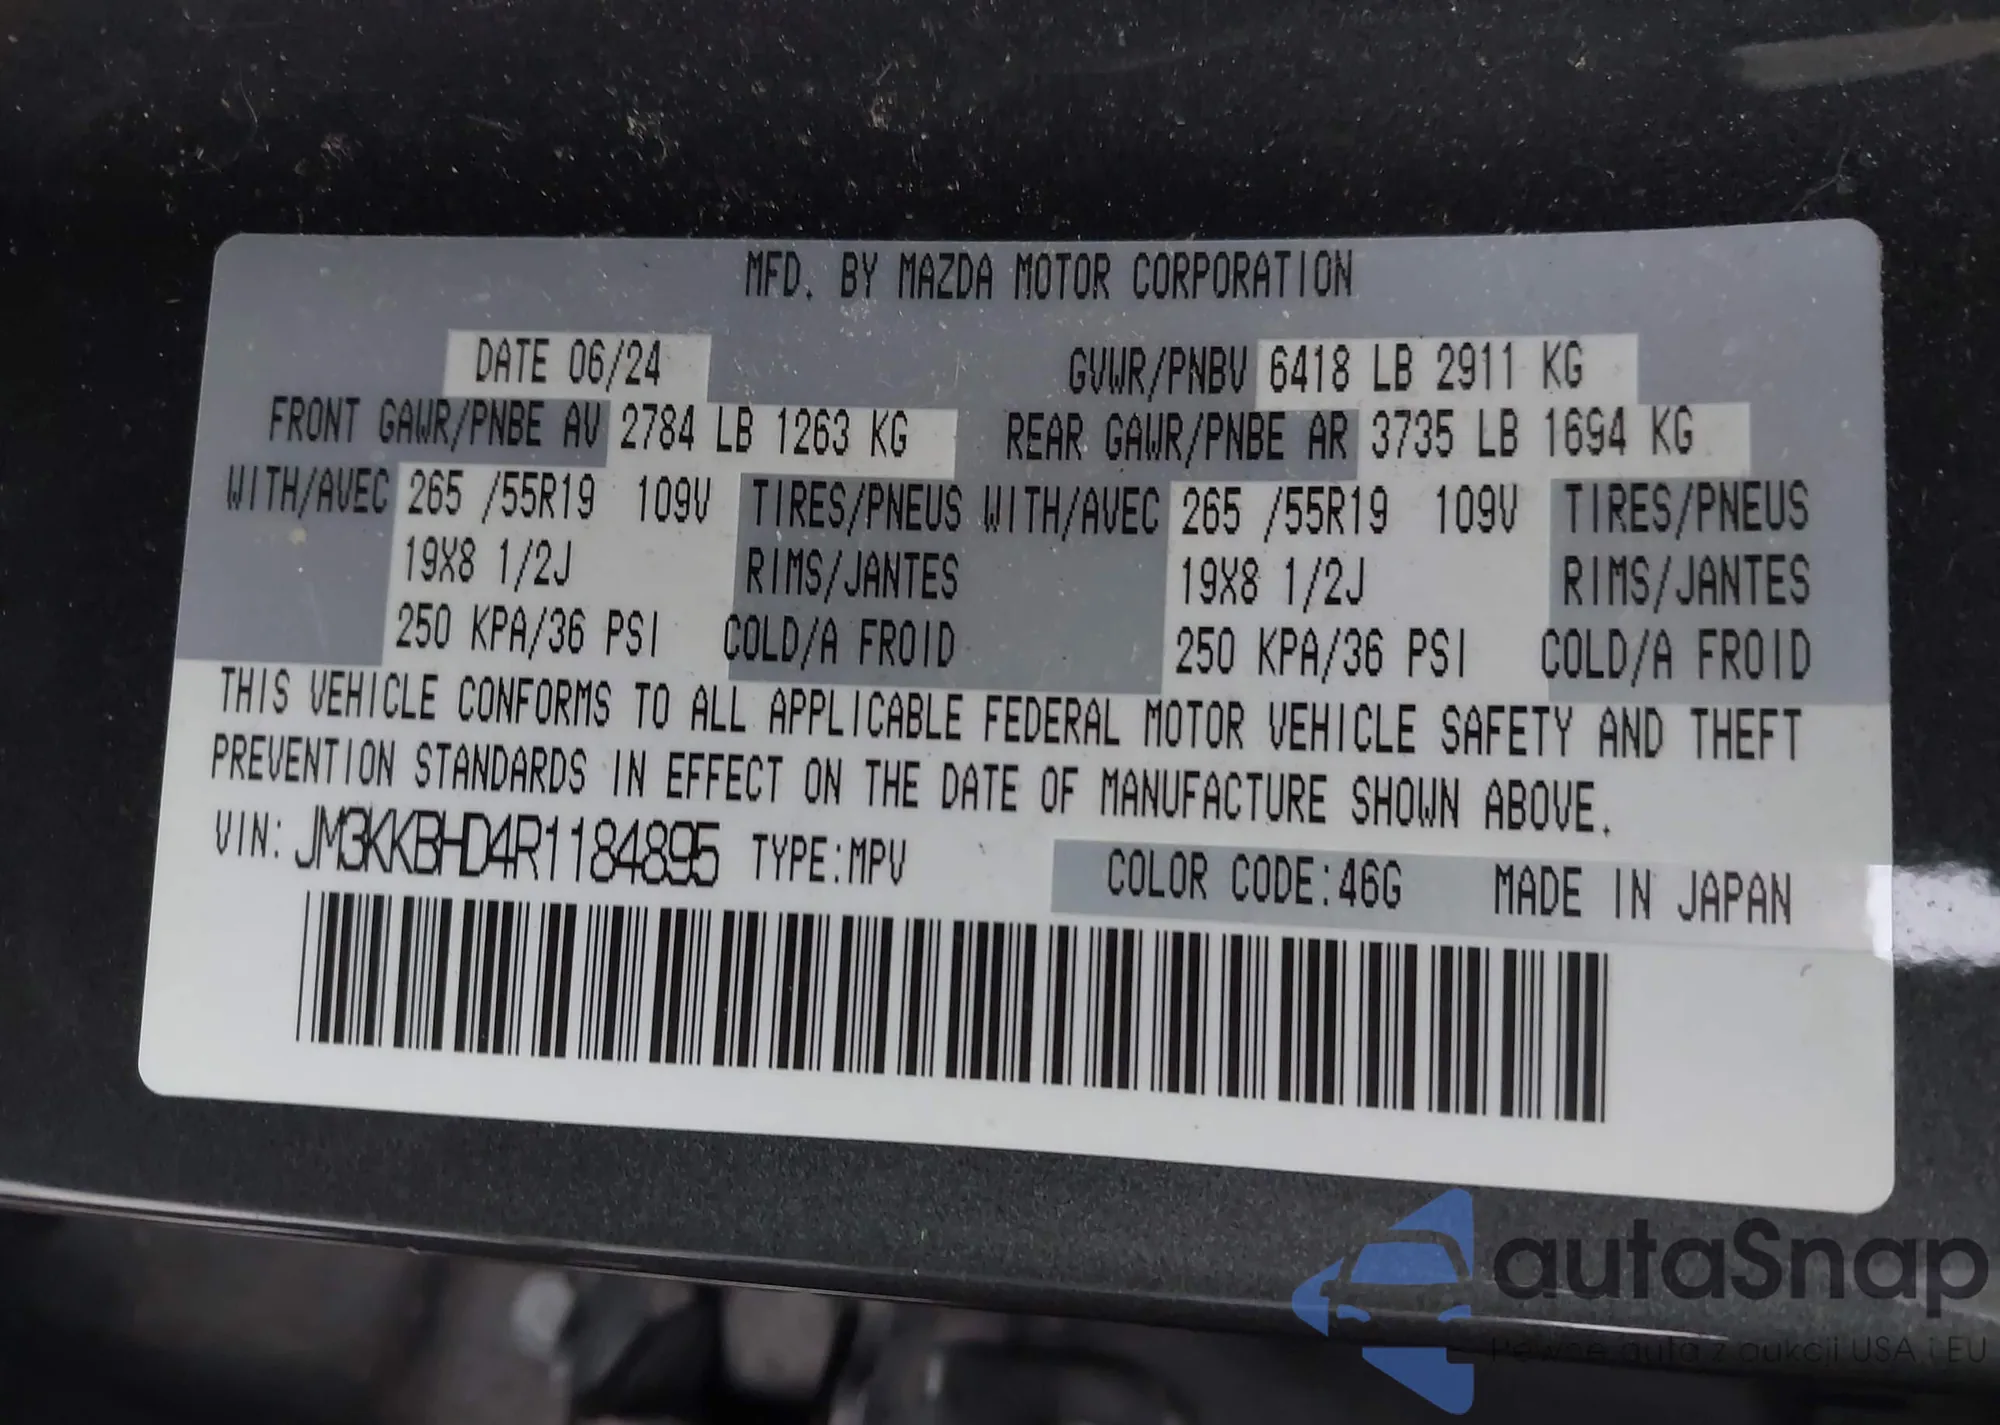 MFD. BY MAZDA MOTOR CORPORATION
DATE 06/24 GVWR/PNBV 6418 LB 2911 KG
FRONT GAWR/PNBE AV 2784 LB 1263 KG REAR GAWR/PNBE AR 3735 LB 1694 KG
WITH/AVEC 265 /55R19 109V TIRES/PNEUS WITH/AVEC 265 /55R19 109V TIRES/PNEUS
19X8 1/2J RIMS/JANTES 19X8 1/2J RIMS/JANTES
250 KPA/36 PSI COLD/A FROID 250 KPA/36 PSI COLD/A FROID
THIS VEHICLE CONFORMS TO ALL APPLICABLE FEDERAL MOTOR VEHICLE SAFETY AND THEFT
PREVENTION STANDARDS IN EFFECT ON THE DATE OF MANUFACTURE SHOWN ABOVE.
VIN: JM3KKBHD4R1184895 TYPE:MPV COLOR CODE:46G MADE IN JAPAN
autaSnap
Pewne auta z aukcji USA i EU